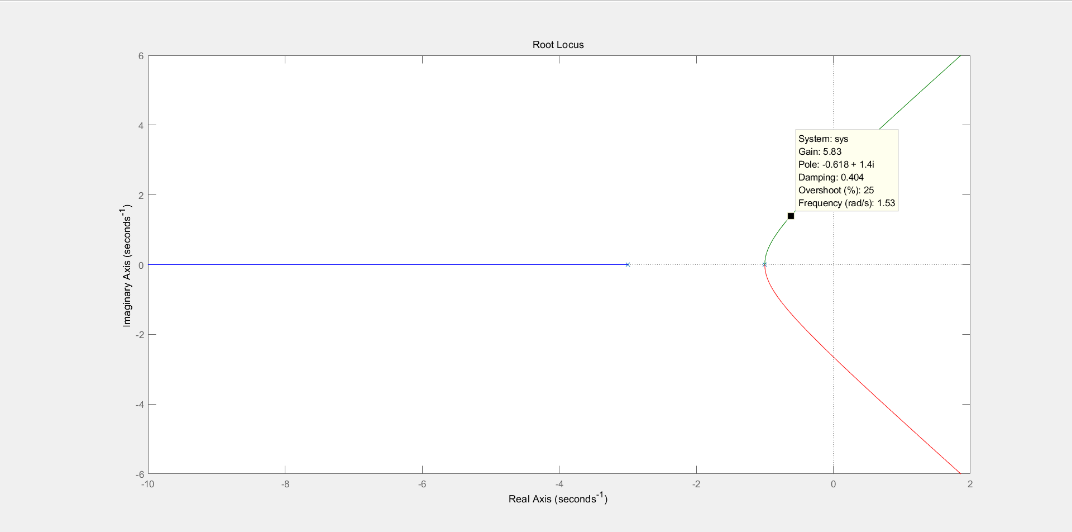 Root Locus
6
4
2
0
-2
-4
-6
Imaginary Axis (seconds⁻¹)
System: sys
Gain: 5.83
Pole: -0.618 + 1.4i
Damping: 0.404
Overshoot (%): 25
Frequency (rad/s): 1.53
-10 -8 -6 -4 -2 0 2
Real Axis (seconds⁻¹)